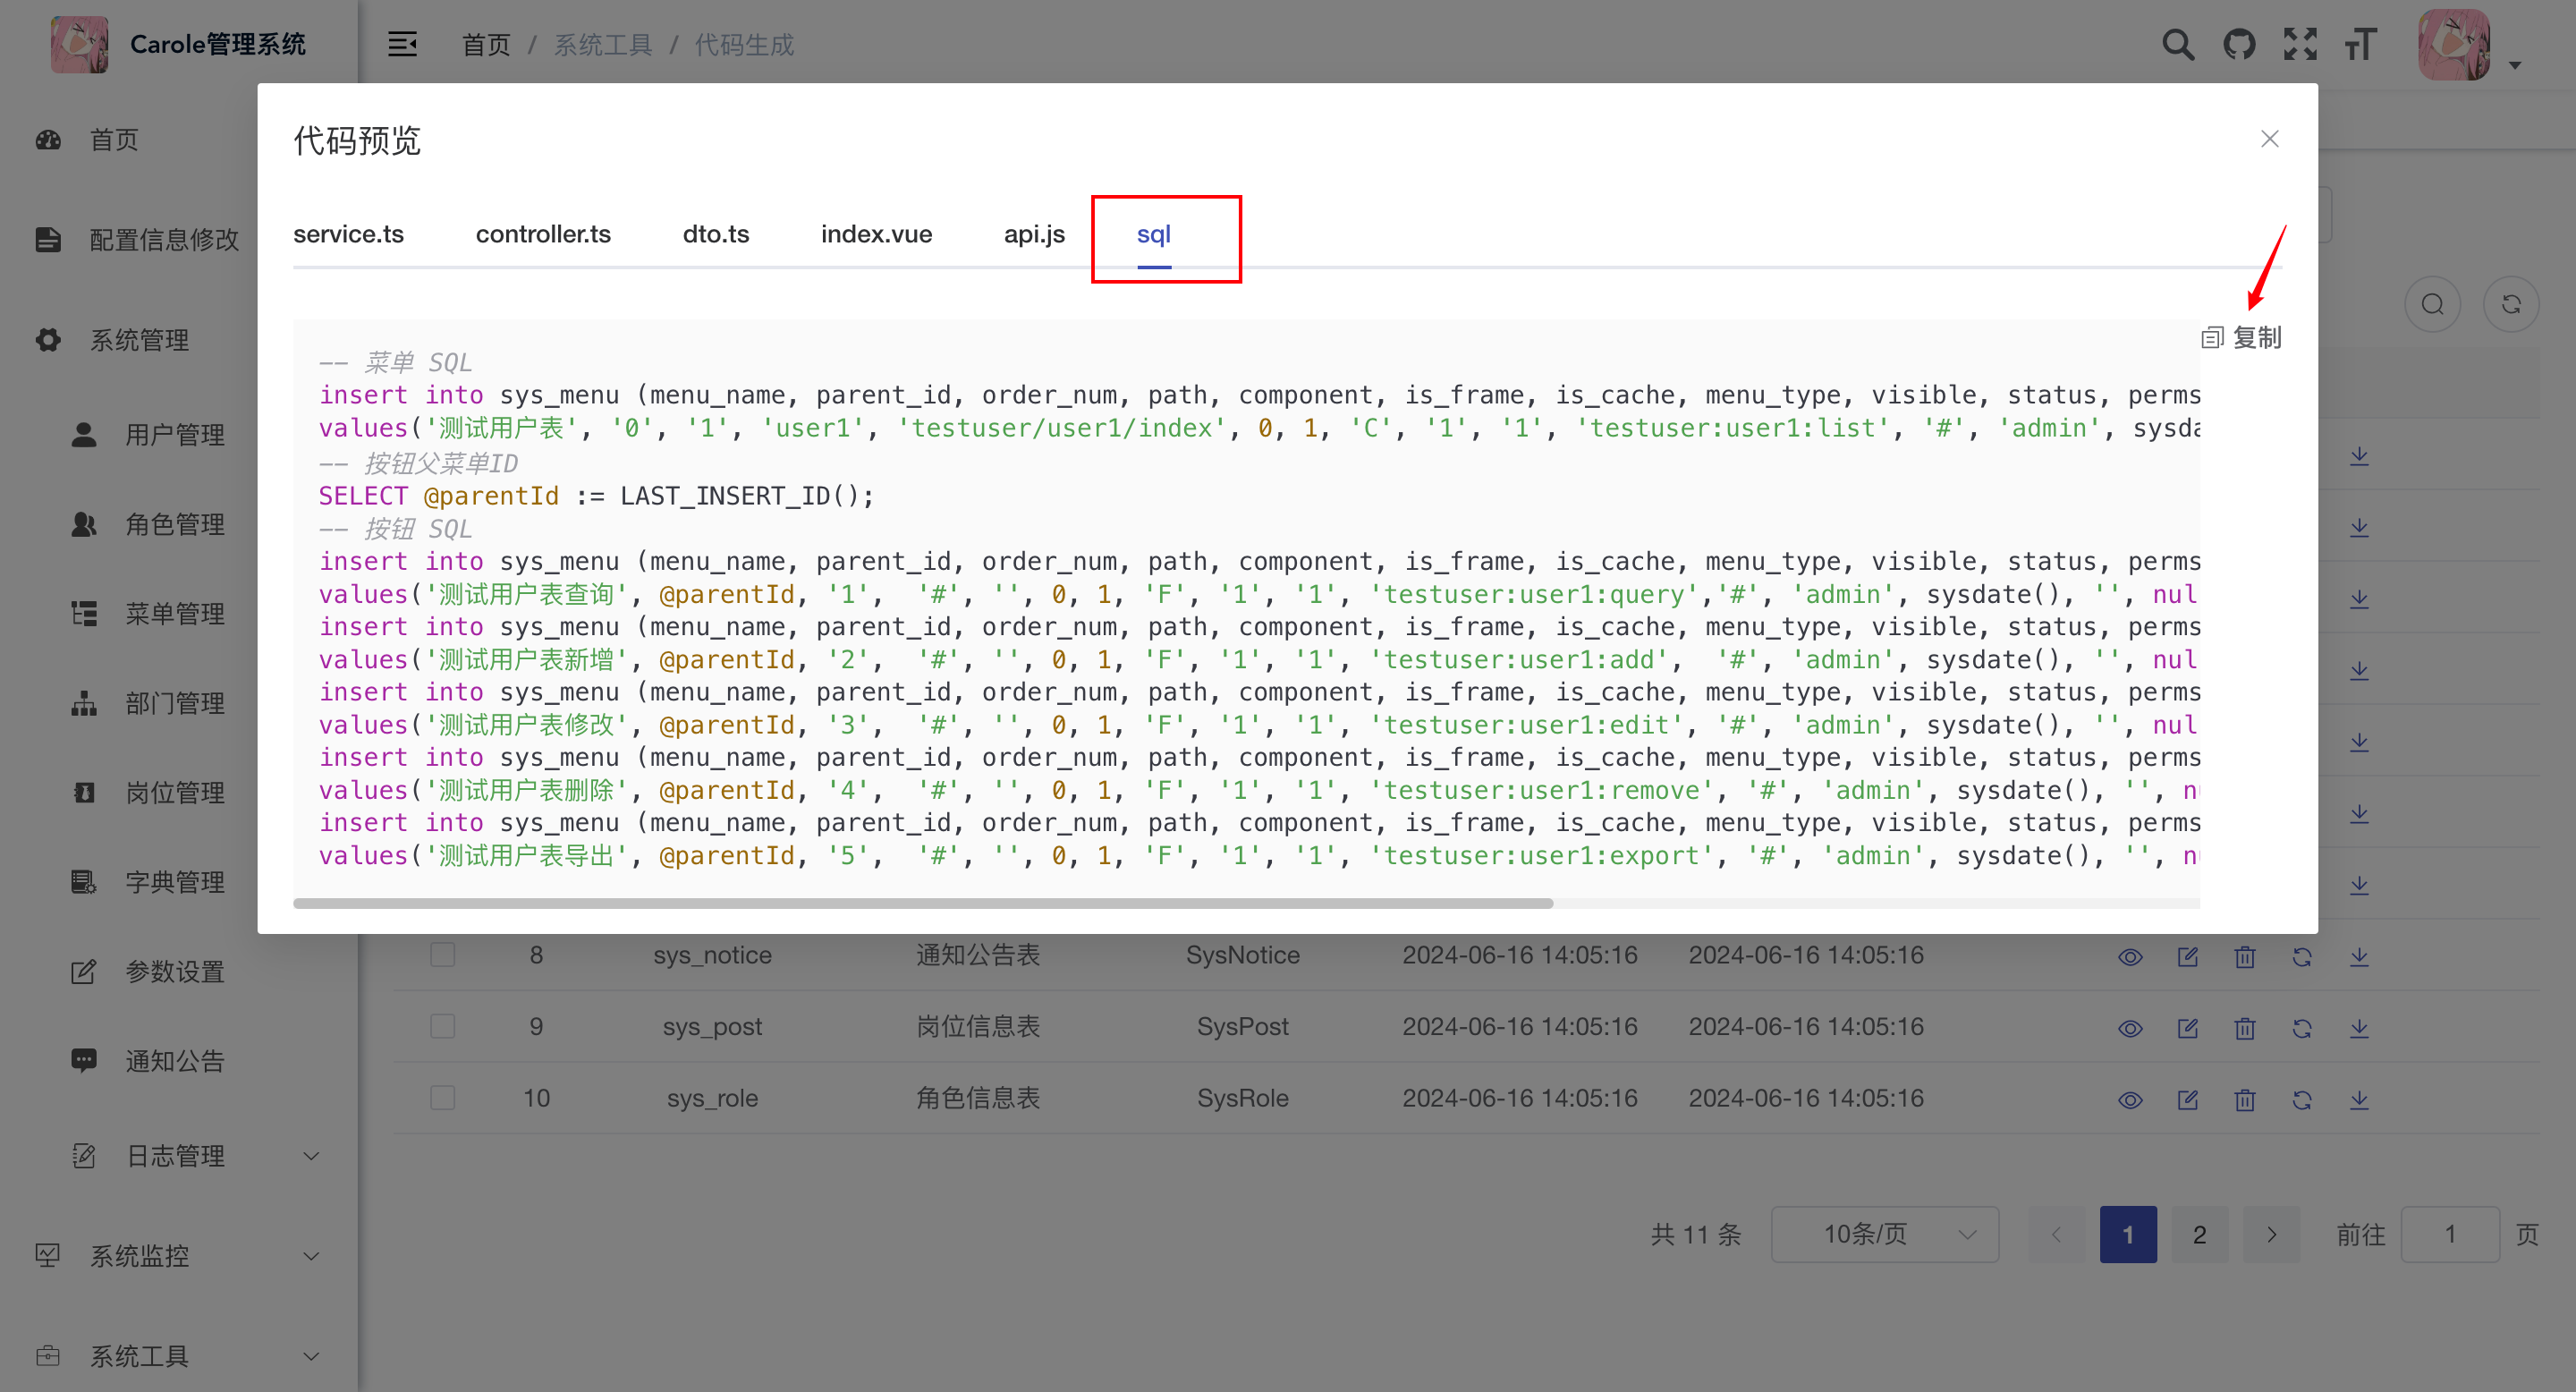 Carole管理系统
首页 / 系统工具 / 代码生成
首页
配置信息修改
系统管理
用户管理
角色管理
菜单管理
部门管理
岗位管理
字典管理
参数设置
通知公告
日志管理
系统监控
系统工具
代码预览
service.ts controller.ts dto.ts index.vue api.js sql
复制
-- 菜单 SQL
insert into sys_menu (menu_name, parent_id, order_num, path, component, is_frame, is_cache, menu_type, visible, status, perms
values('测试用户表', '0', '1', 'user1', 'testuser/user1/index', 0, 1, 'C', '1', '1', 'testuser:user1:list', '#', 'admin', sysda
-- 按钮父菜单ID
SELECT @parentId := LAST_INSERT_ID();
-- 按钮 SQL
insert into sys_menu (menu_name, parent_id, order_num, path, component, is_frame, is_cache, menu_type, visible, status, perms
values('测试用户表查询', @parentId, '1',  '#', '', 0, 1, 'F', '1', '1', 'testuser:user1:query','#', 'admin', sysdate(), '', nul
insert into sys_menu (menu_name, parent_id, order_num, path, component, is_frame, is_cache, menu_type, visible, status, perms
values('测试用户表新增', @parentId, '2',  '#', '', 0, 1, 'F', '1', '1', 'testuser:user1:add',  '#', 'admin', sysdate(), '', nul
insert into sys_menu (menu_name, parent_id, order_num, path, component, is_frame, is_cache, menu_type, visible, status, perms
values('测试用户表修改', @parentId, '3',  '#', '', 0, 1, 'F', '1', '1', 'testuser:user1:edit', '#', 'admin', sysdate(), '', nul
insert into sys_menu (menu_name, parent_id, order_num, path, component, is_frame, is_cache, menu_type, visible, status, perms
values('测试用户表删除', @parentId, '4',  '#', '', 0, 1, 'F', '1', '1', 'testuser:user1:remove', '#', 'admin', sysdate(), '', n
insert into sys_menu (menu_name, parent_id, order_num, path, component, is_frame, is_cache, menu_type, visible, status, perms
values('测试用户表导出', @parentId, '5',  '#', '', 0, 1, 'F', '1', '1', 'testuser:user1:export', '#', 'admin', sysdate(), '', n
8 sys_notice 通知公告表 SysNotice 2024-06-16 14:05:16 2024-06-16 14:05:16
9 sys_post 岗位信息表 SysPost 2024-06-16 14:05:16 2024-06-16 14:05:16
10 sys_role 角色信息表 SysRole 2024-06-16 14:05:16 2024-06-16 14:05:16
共 11 条 10条/页 1 2 前往 1 页